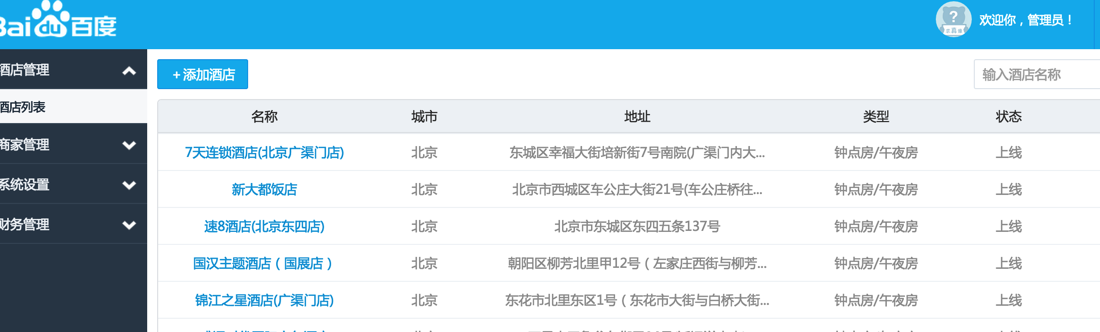 Bai du 百度
欢迎你，管理员！
酒店管理
＋添加酒店
输入酒店名称
酒店列表
名称 城市 地址 类型 状态
商家管理
7天连锁酒店(北京广渠门店) 北京 东城区幸福大街培新街7号南院(广渠门内大... 钟点房/午夜房 上线
系统设置
新大都饭店 北京 北京市西城区车公庄大街21号(车公庄桥往... 钟点房/午夜房 上线
财务管理
速8酒店(北京东四店) 北京 北京市东城区东四五条137号 钟点房/午夜房 上线
国汉主题酒店（国展店） 北京 朝阳区柳芳北里甲12号（左家庄西街与柳芳... 钟点房/午夜房 上线
锦江之星酒店(广渠门店) 北京 东花市北里东区1号（东花市大街与白桥大街... 钟点房/午夜房 上线